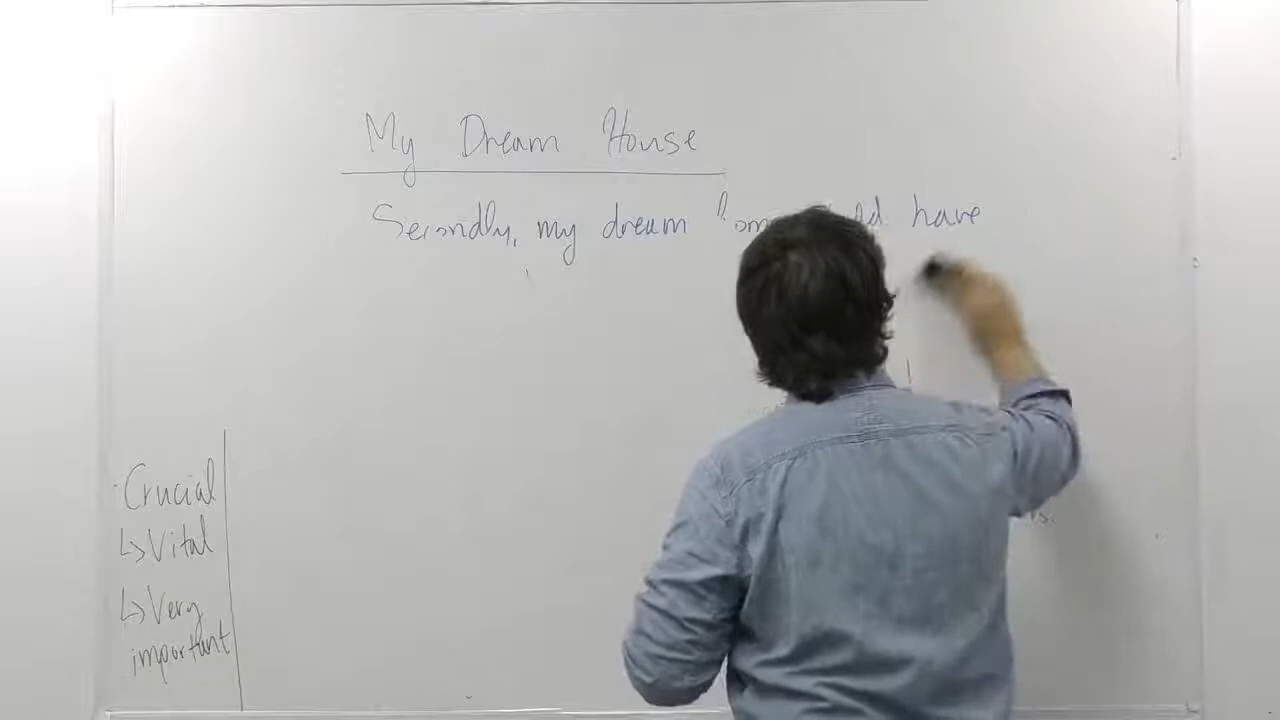 My Dream House
Secondly, my dream have
Crucial
↳Vital
↳Very
important